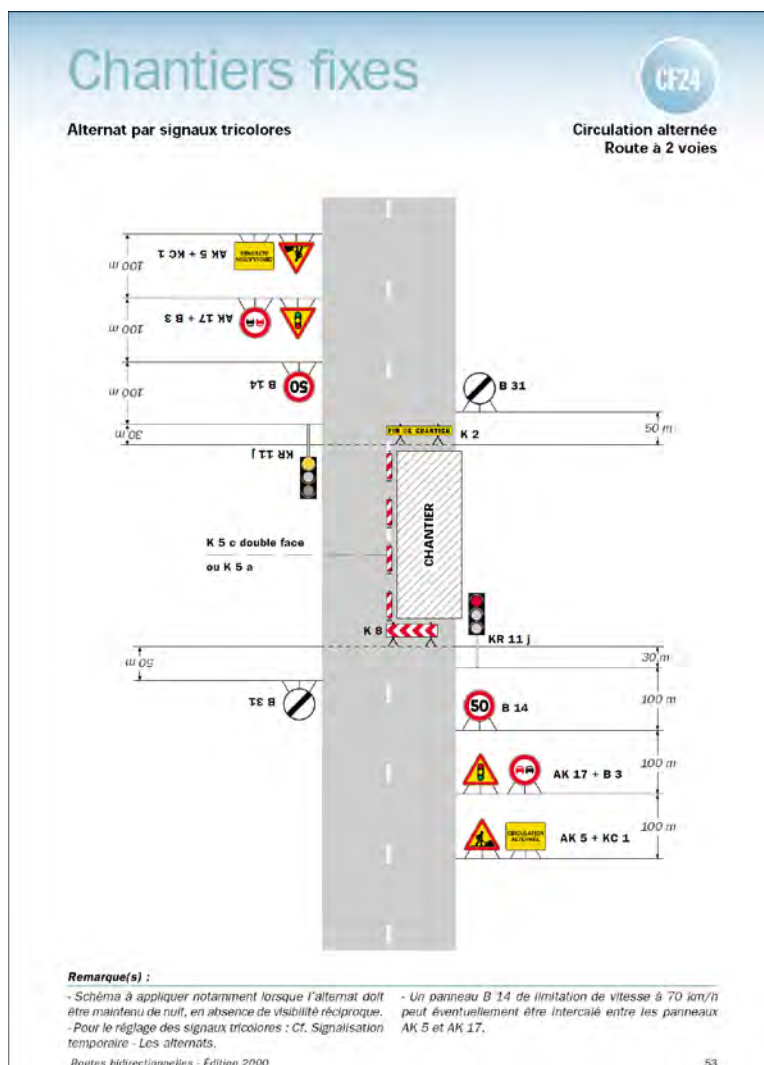 Chantiers fixes
CF24
Alternat par signaux tricolores
Circulation alternée
Route à 2 voies
AK 5 + KC 1
CIRCULATION
ALTERNÉE
100 m
AK 17 + B 3
100 m
B 14
50
100 m
30 m
KR 11 j
B 31
50 m
FIN DE CHANTIER
K 2
CHANTIER
K 5 c double face
ou K 5 a
K 8
KR 11 j
50 m
30 m
B 31
50
B 14
100 m
AK 17 + B 3
100 m
CIRCULATION
ALTERNÉE
AK 5 + KC 1
100 m
Remarque(s) :
- Schéma à appliquer notamment lorsque l'alternat doit
être maintenu de nuit, en absence de visibilité réciproque.
- Pour le réglage des signaux tricolores : Cf. Signalisation
temporaire - Les alternats.
- Un panneau B 14 de limitation de vitesse à 70 km/h
peut éventuellement être intercalé entre les panneaux
AK 5 et AK 17.
Routes bidirectionnelles - Édition 2000
53